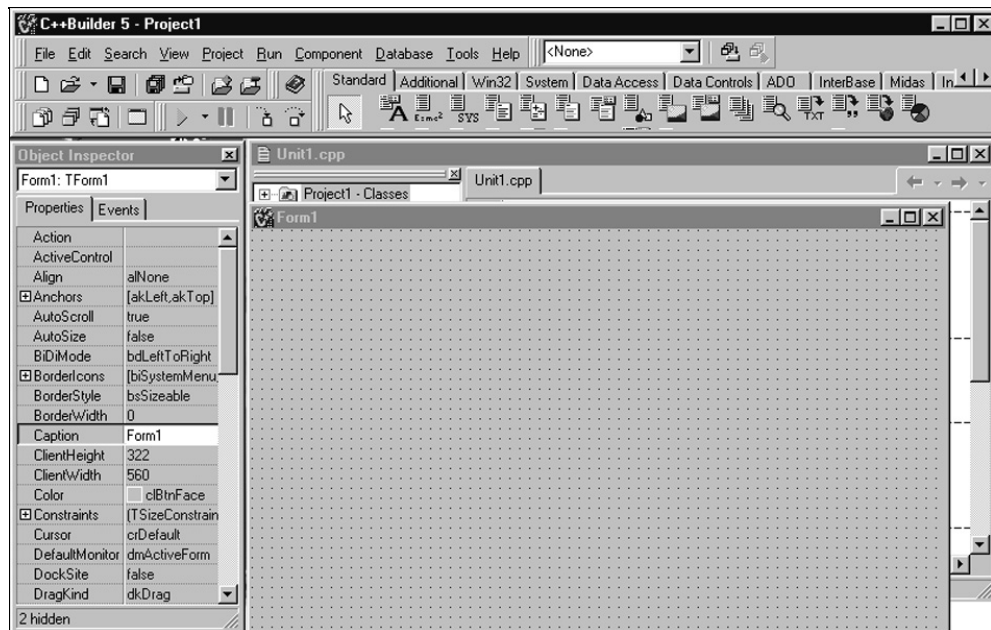 C++Builder 5 - Project1
File Edit Search View Project Run Component Database Tools Help <None>
Standard Additional Win32 System Data Access Data Controls ADO InterBase Midas In
A E=mc² SYS TXT
Object Inspector
Form1: TForm1
Properties Events
Action
ActiveControl
Align alNone
Anchors [akLeft,akTop]
AutoScroll true
AutoSize false
BiDiMode bdLeftToRight
BorderIcons [biSystemMenu,
BorderStyle bsSizeable
BorderWidth 0
Caption Form1
ClientHeight 322
ClientWidth 560
Color clBtnFace
Constraints (TSizeConstrain
Cursor crDefault
DefaultMonitor dmActiveForm
DockSite false
DragKind dkDrag
2 hidden
Unit1.cpp
Project1 - Classes
Unit1.cpp
Form1